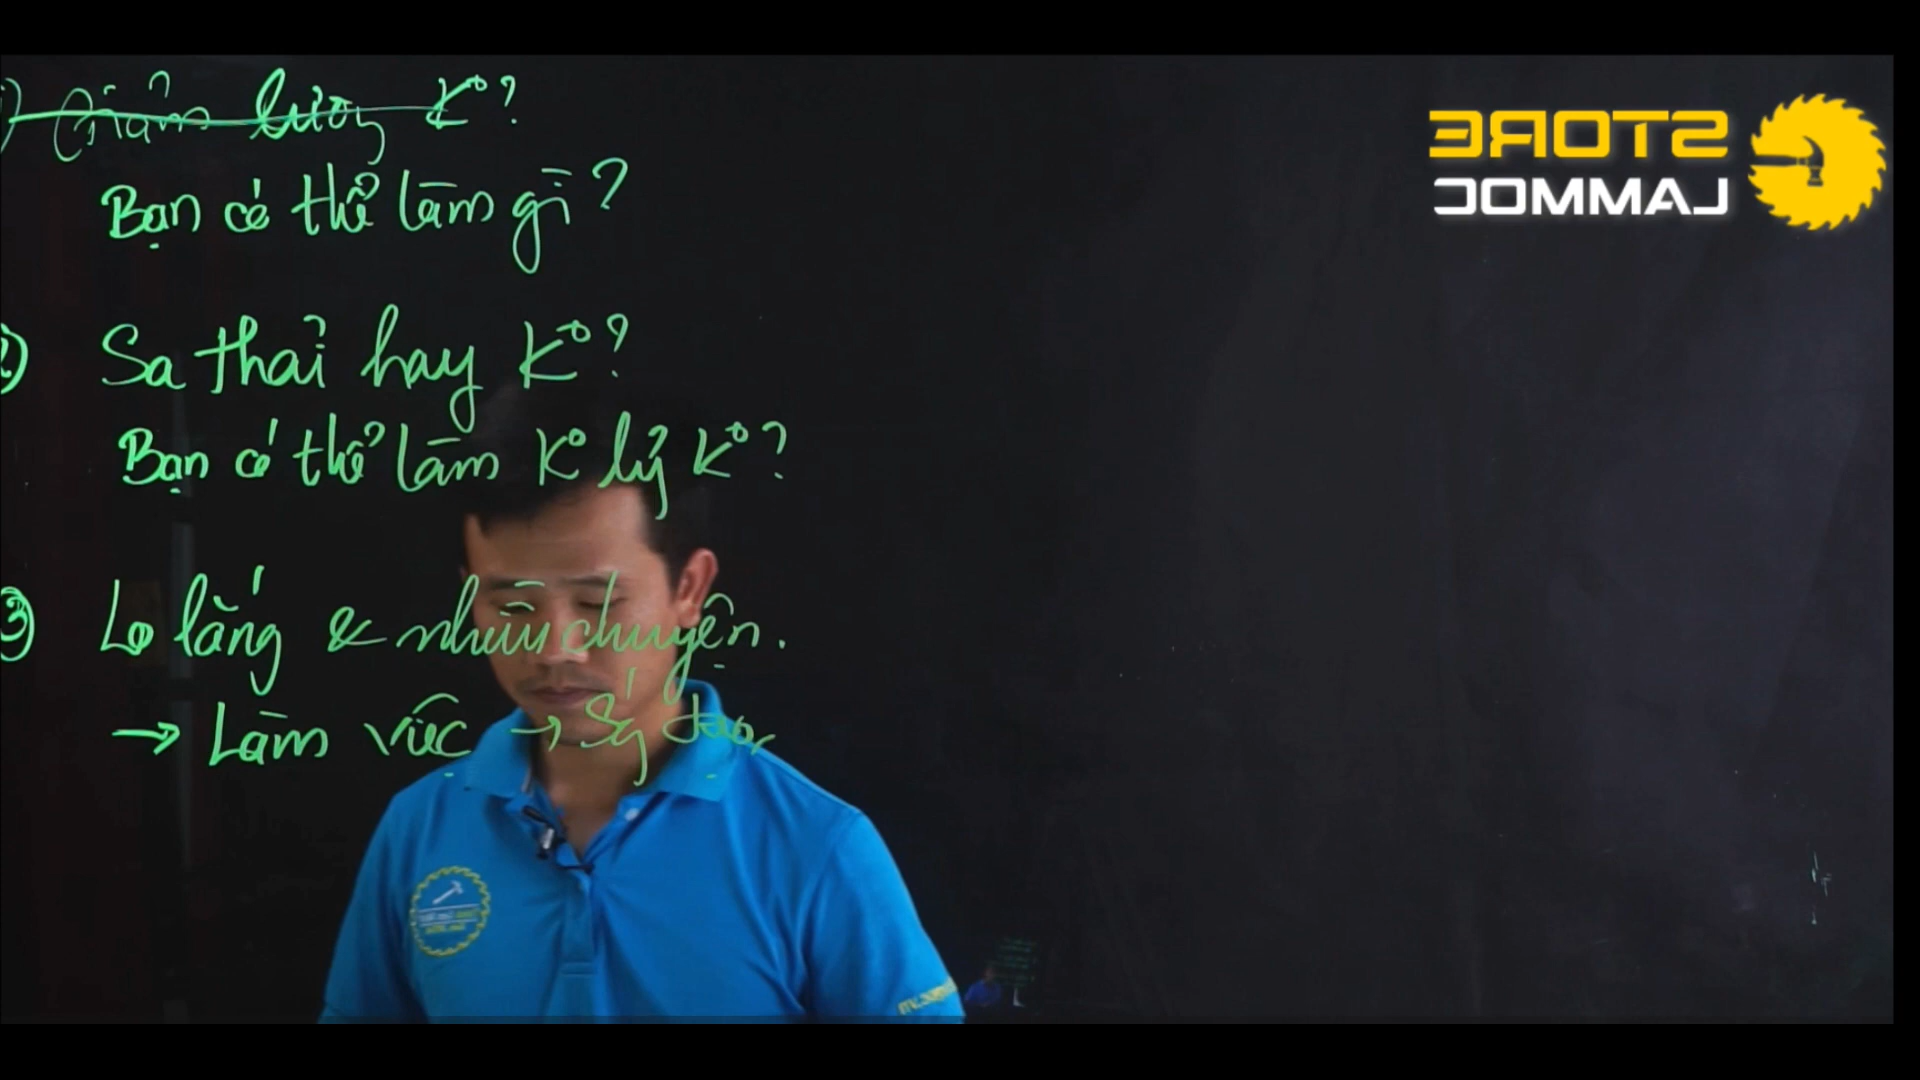 1) Giảm lương K°?
Bạn có thể làm gì?
2 Sa thải hay K°?
Bạn có thể làm K° lý K°?
3 Lo lắng & nhiều chuyện.
→ Làm việc →
STORE
LAMMOC